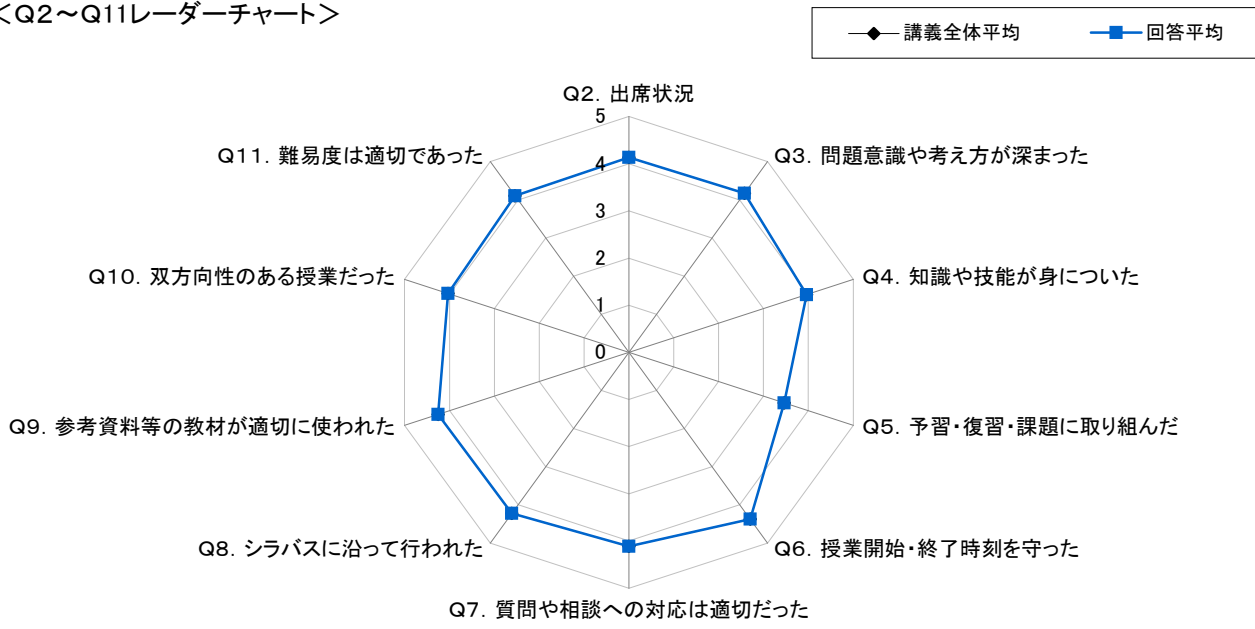 ＜Q2～Q11レーダーチャート＞
講義全体平均
回答平均
Q2．出席状況
Q3．問題意識や考え方が深まった
Q4．知識や技能が身についた
Q5．予習・復習・課題に取り組んだ
Q6．授業開始・終了時刻を守った
Q7．質問や相談への対応は適切だった
Q8．シラバスに沿って行われた
Q9．参考資料等の教材が適切に使われた
Q10．双方向性のある授業だった
Q11．難易度は適切であった
5
4
3
2
1
0